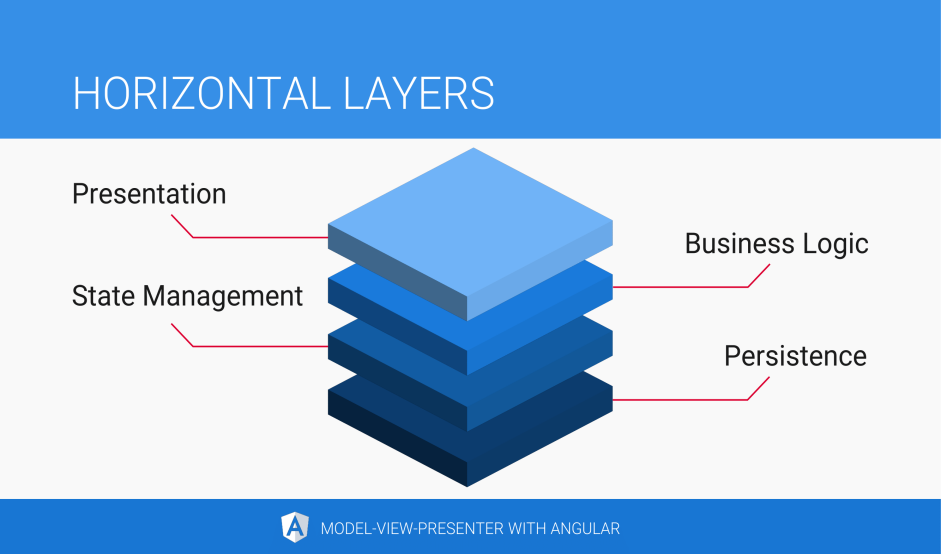 HORIZONTAL LAYERS
Presentation
Business Logic
State Management
Persistence
MODEL-VIEW-PRESENTER WITH ANGULAR